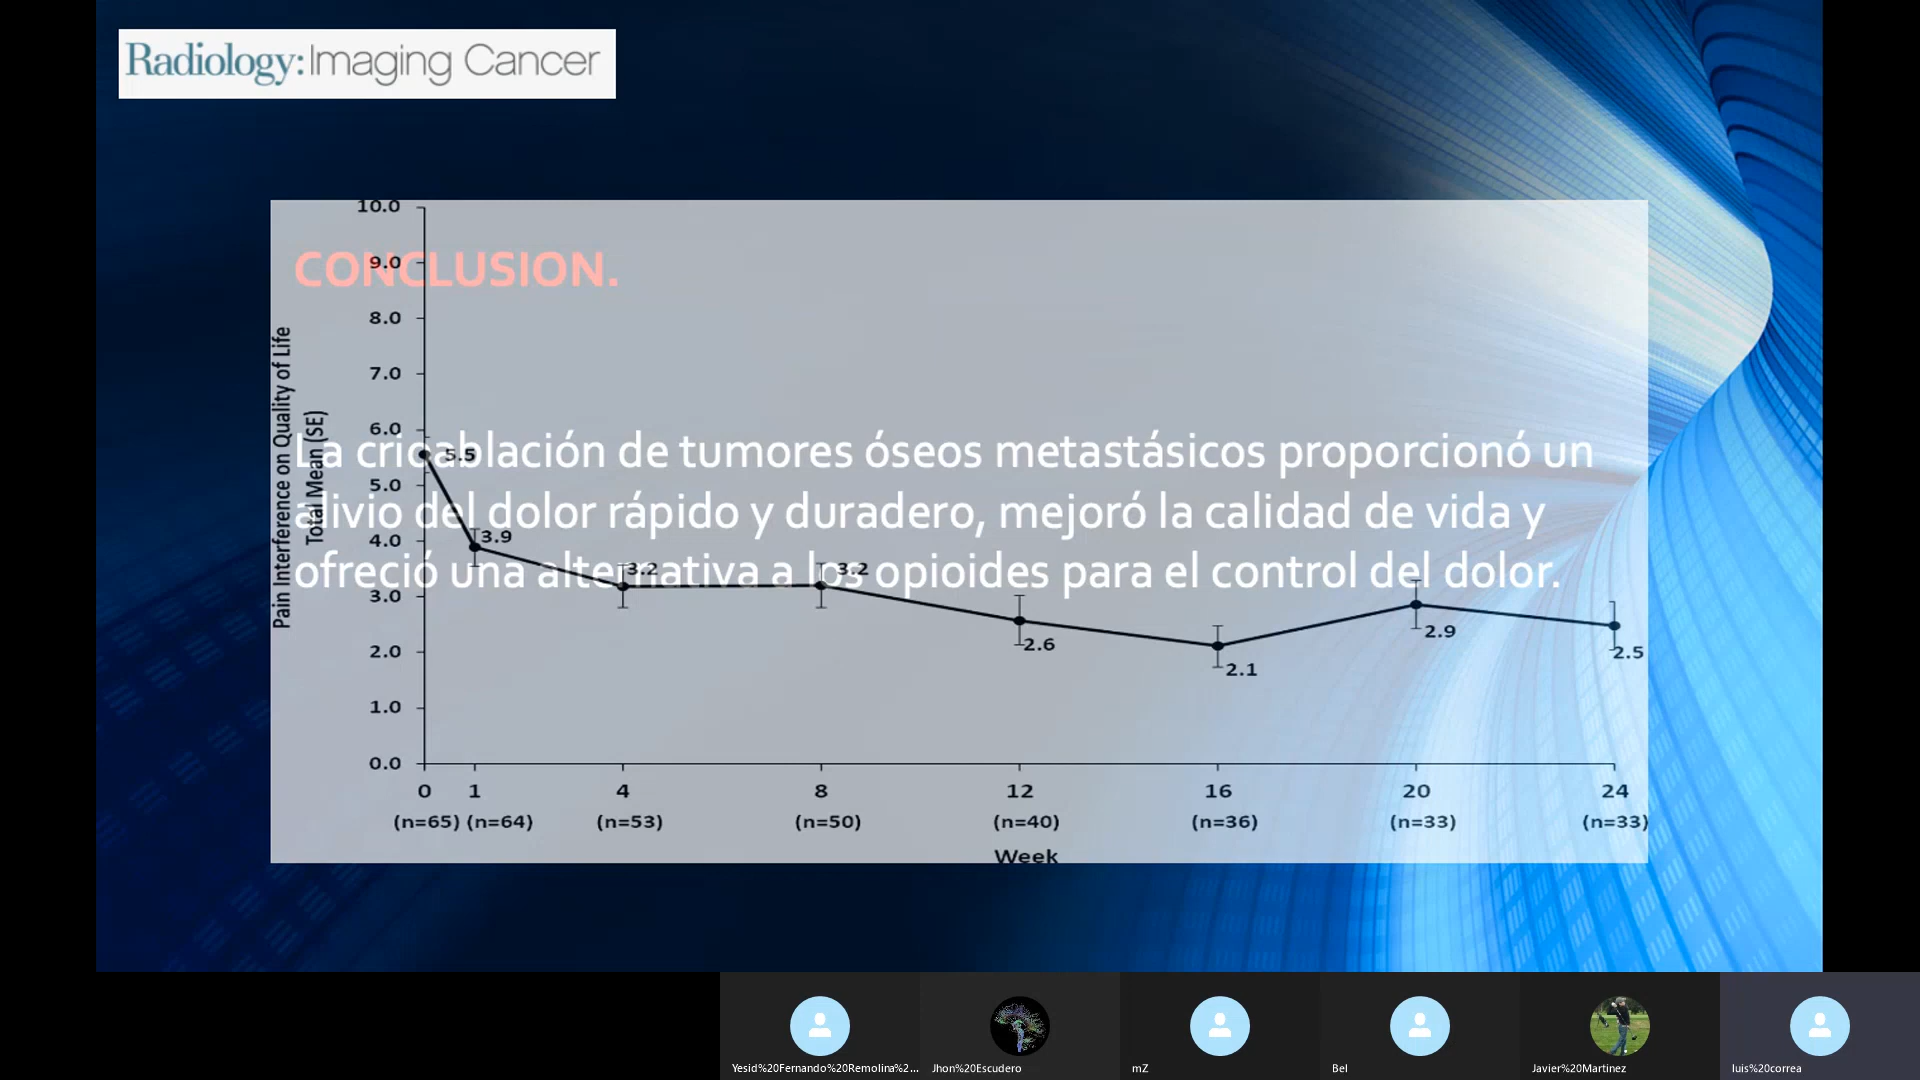 Radiology: Imaging Cancer
CONCLUSION.
La crioablación de tumores óseos metastásicos proporcionó un
alivio del dolor rápido y duradero, mejoró la calidad de vida y
ofreció una alternativa a los opioides para el control del dolor.
Pain Interference on Quality of Life
Total Mean (SE)
10.0
9.0
8.0
7.0
6.0
5.0
4.0
3.0
2.0
1.0
0.0
5.5
3.9
3.2
3.2
2.6
2.1
2.9
2.5
0 1 4 8 12 16 20 24
(n=65) (n=64) (n=53) (n=50) (n=40) (n=36) (n=33) (n=33)
Week
Yesid%20Fernando%20Remolina%2...
Jhon%20Escudero
mZ
Bel
Javier%20Martinez
luis%20correa